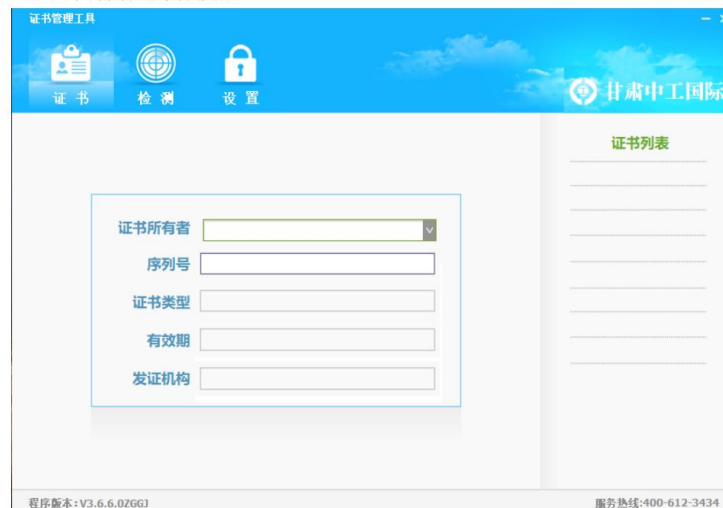 证书管理工具
证书 检测 设置
甘肃中工国际
证书列表
证书所有者
序列号
证书类型
有效期
发证机构
程序版本:V3.6.6.0ZGGJ
服务热线:400-612-3434